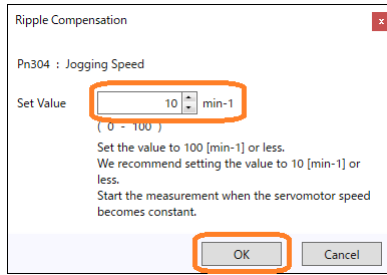 Ripple Compensation
x
Pn304 : Jogging Speed
Set Value 10 min-1
( 0 - 100 )
Set the value to 100 [min-1] or less.
We recommend setting the value to 10 [min-1] or
less.
Start the measurement when the servomotor speed
becomes constant.
OK Cancel